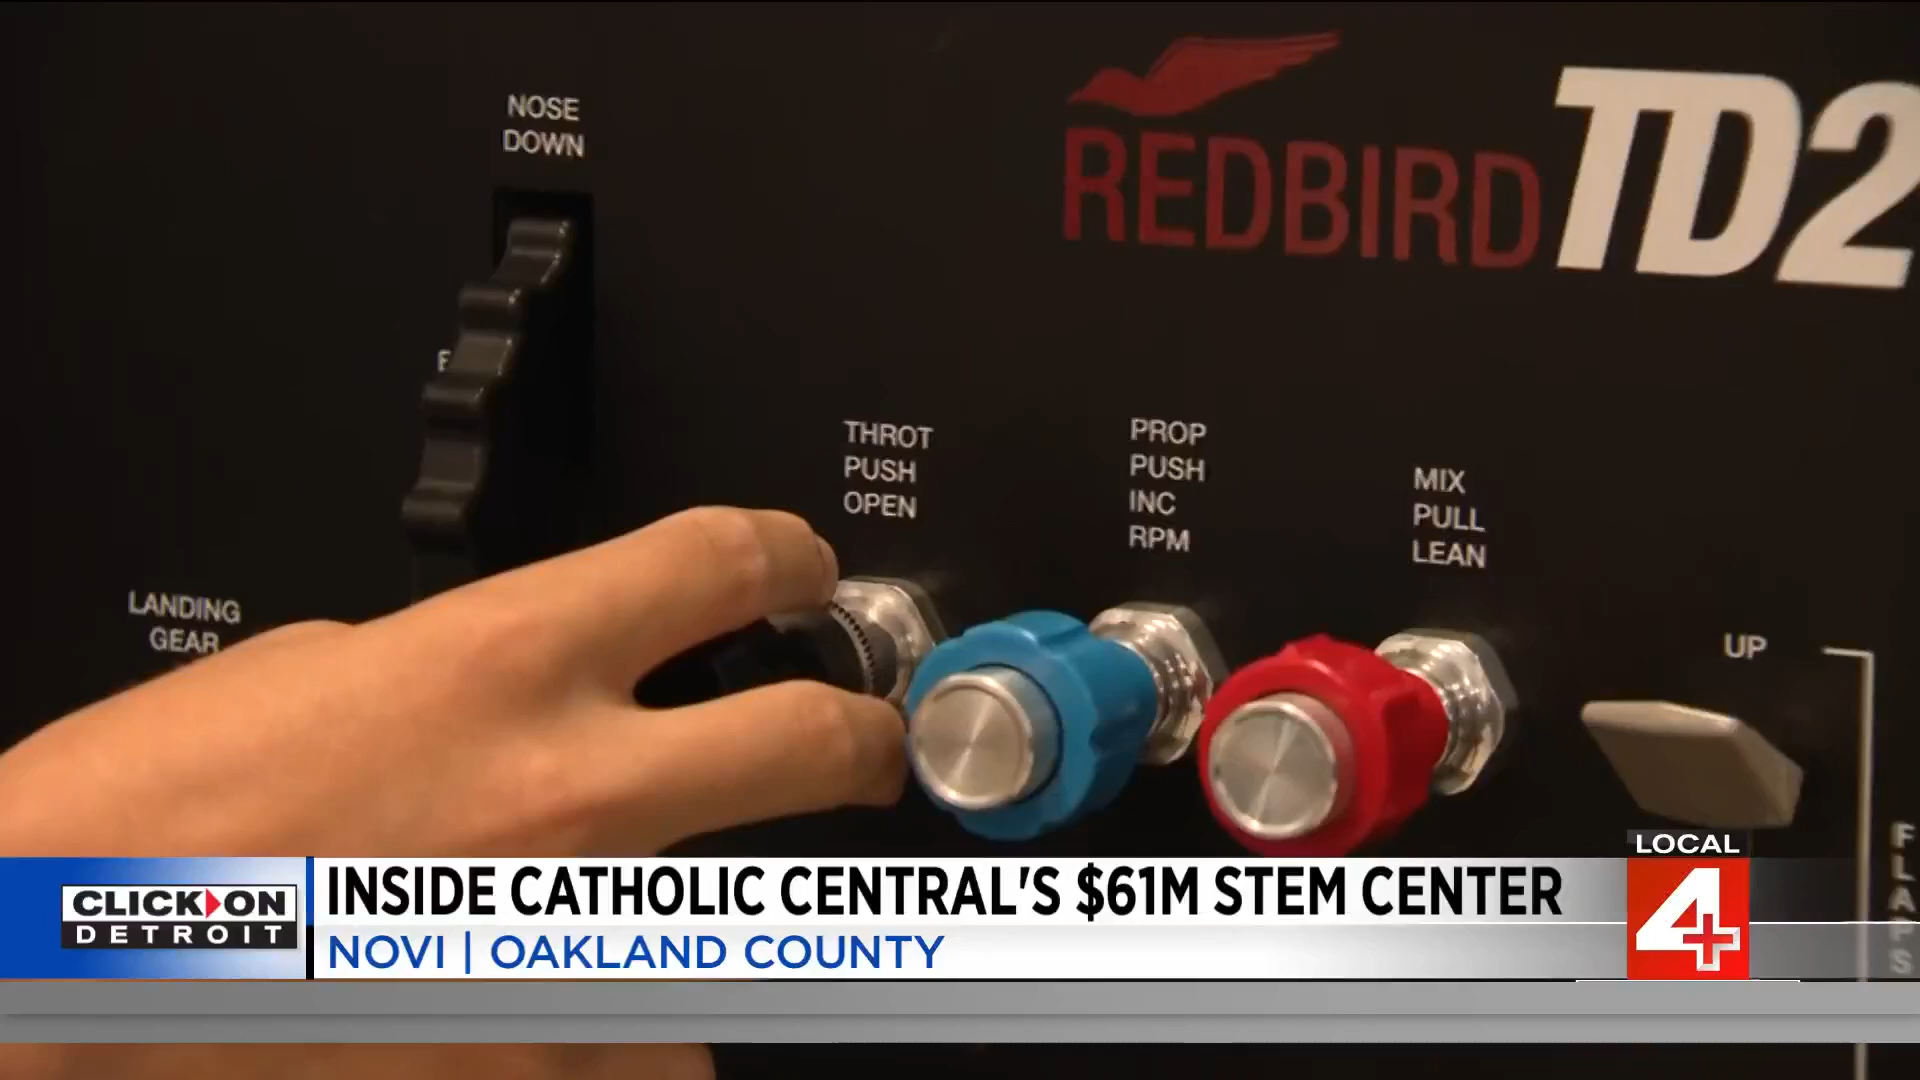 NOSE
DOWN
REDBIRD TD2
THROT
PUSH
OPEN
PROP
PUSH
INC
RPM
MIX
PULL
LEAN
LANDING
GEAR
UP
FLAPS
LOCAL
4
CLICK ON
DETROIT
INSIDE CATHOLIC CENTRAL'S $61M STEM CENTER
NOVI | OAKLAND COUNTY